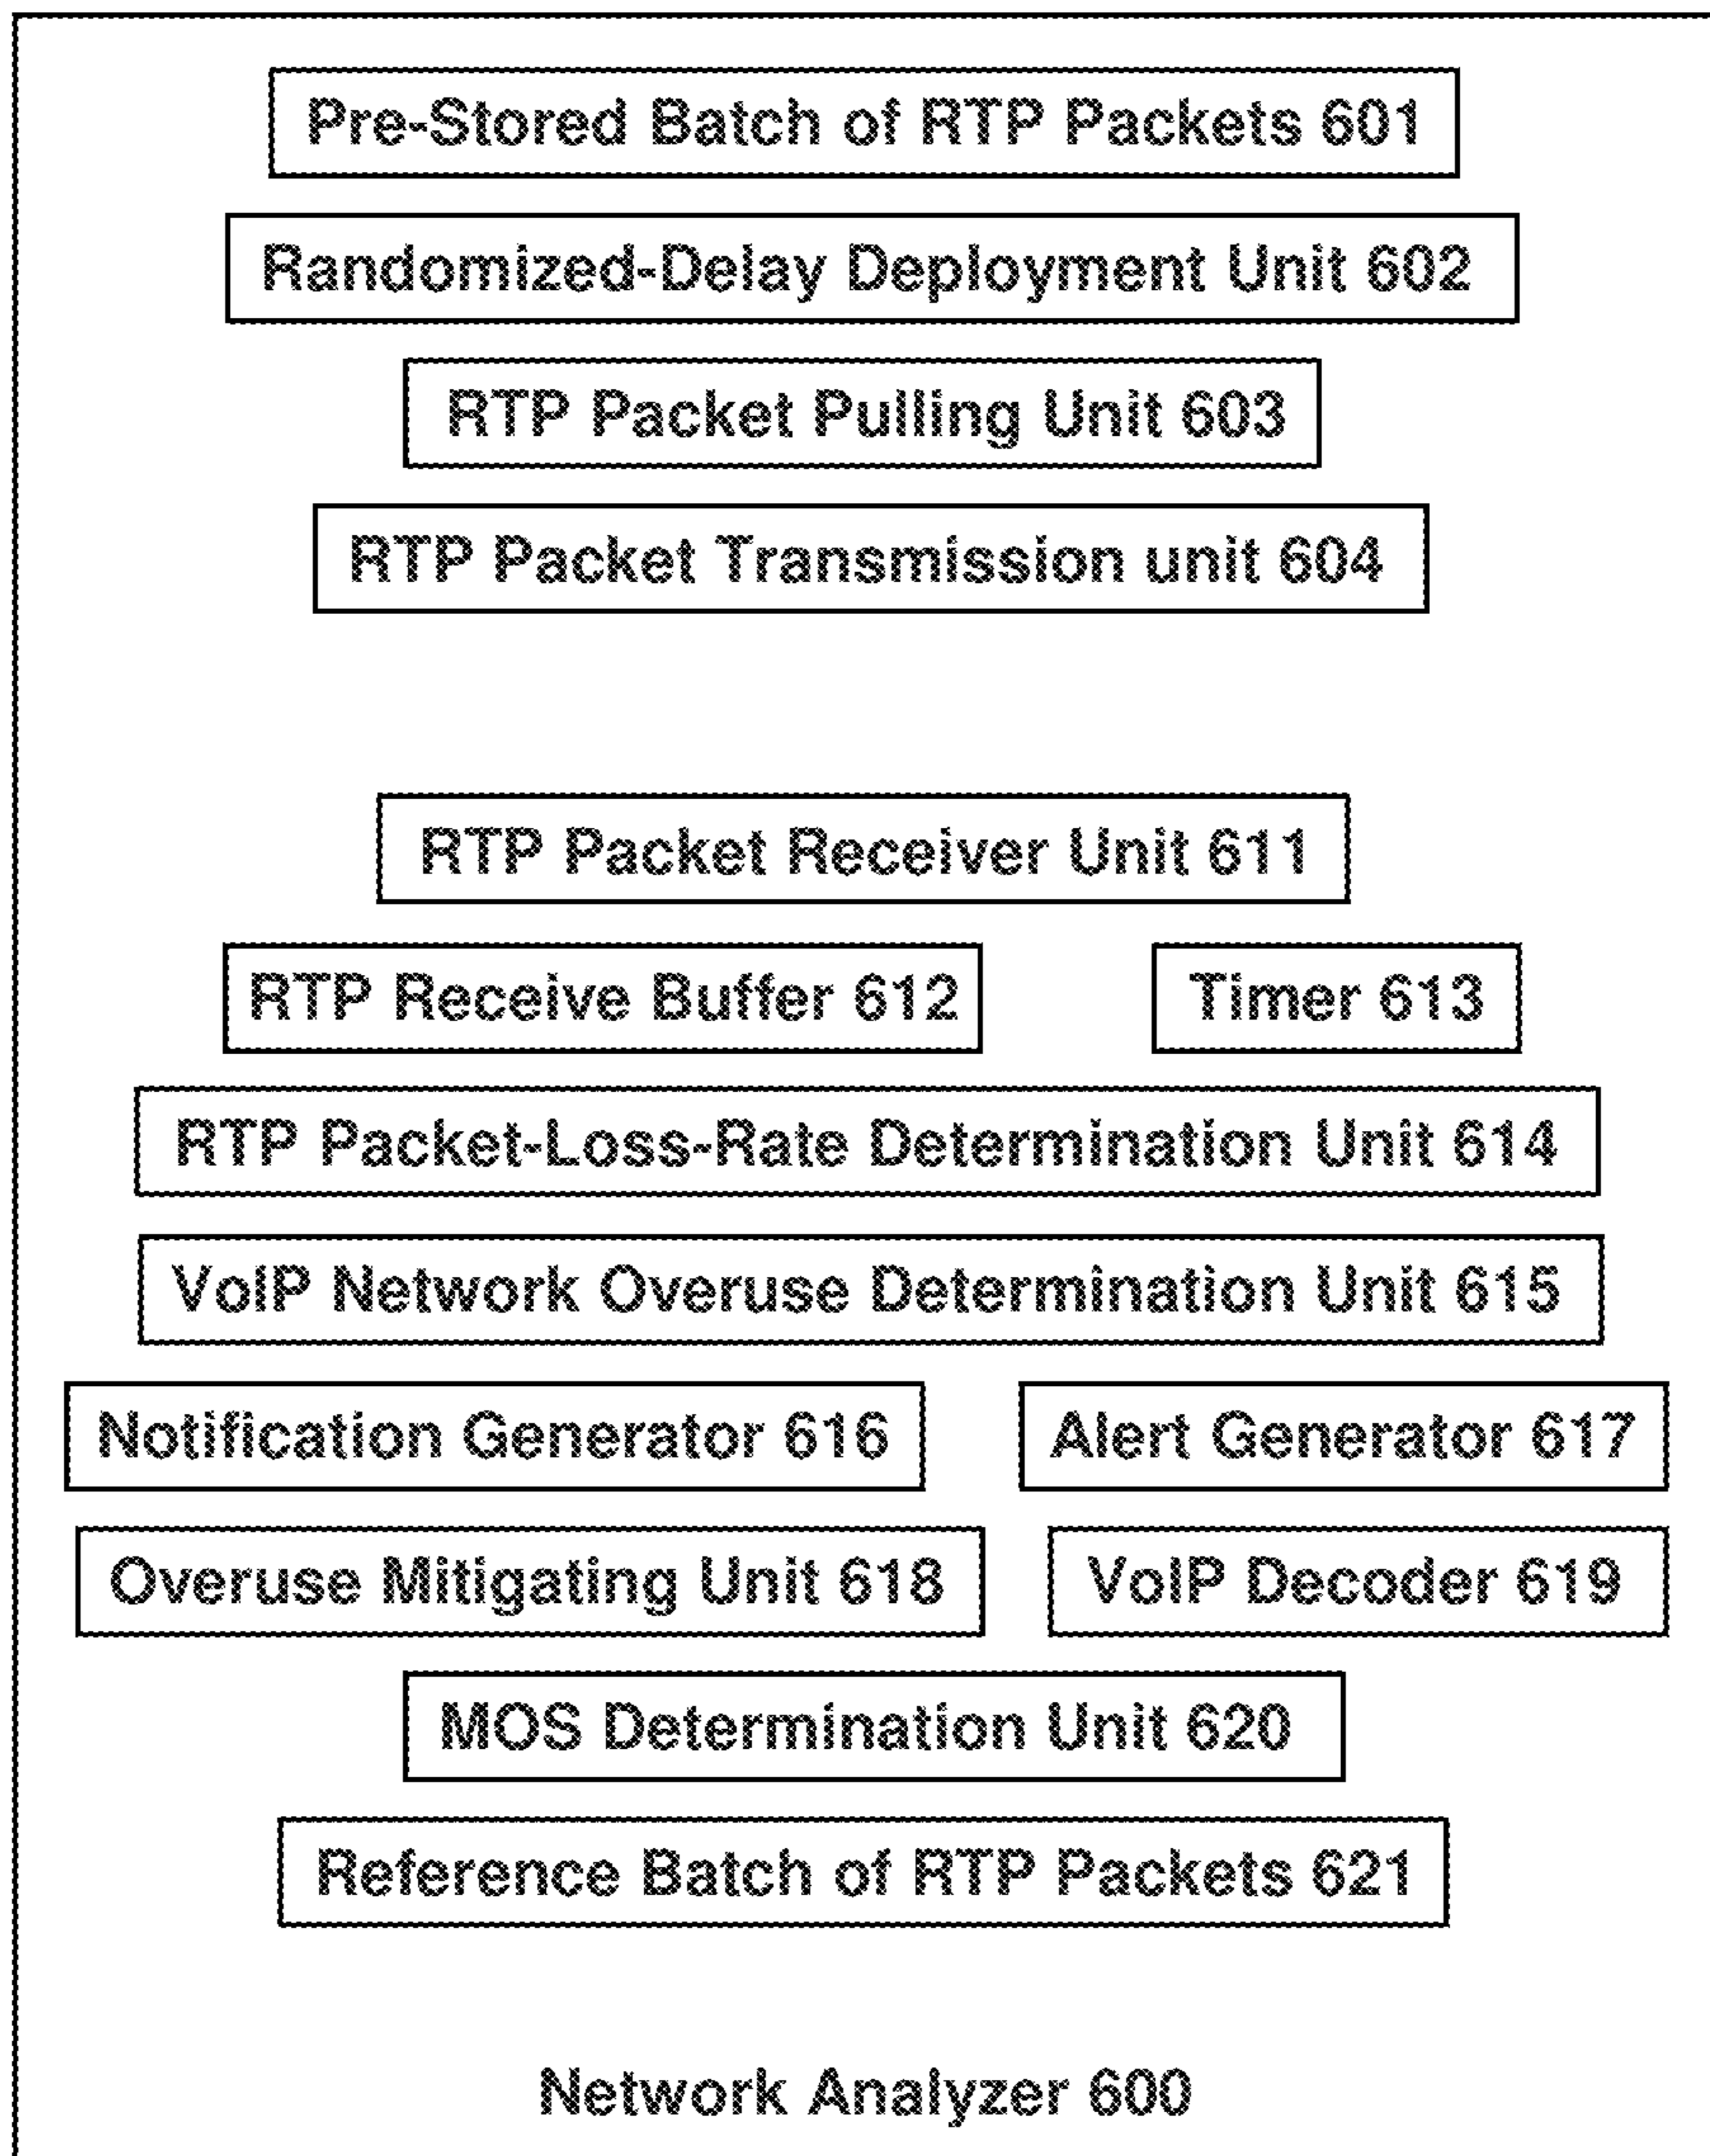 Pre-Stored Batch of RTP Packets 601
Randomized-Delay Deployment Unit 602
RTP Packet Pulling Unit 603
RTP Packet Transmission unit 604
RTP Packet Receiver Unit 611
RTP Receive Buffer 612
Timer 613
RTP Packet-Loss-Rate Determination Unit 614
VoIP Network Overuse Determination Unit 615
Notification Generator 616
Alert Generator 617
Overuse Mitigating Unit 618
VoIP Decoder 619
MOS Determination Unit 620
Reference Batch of RTP Packets 621
Network Analyzer 600